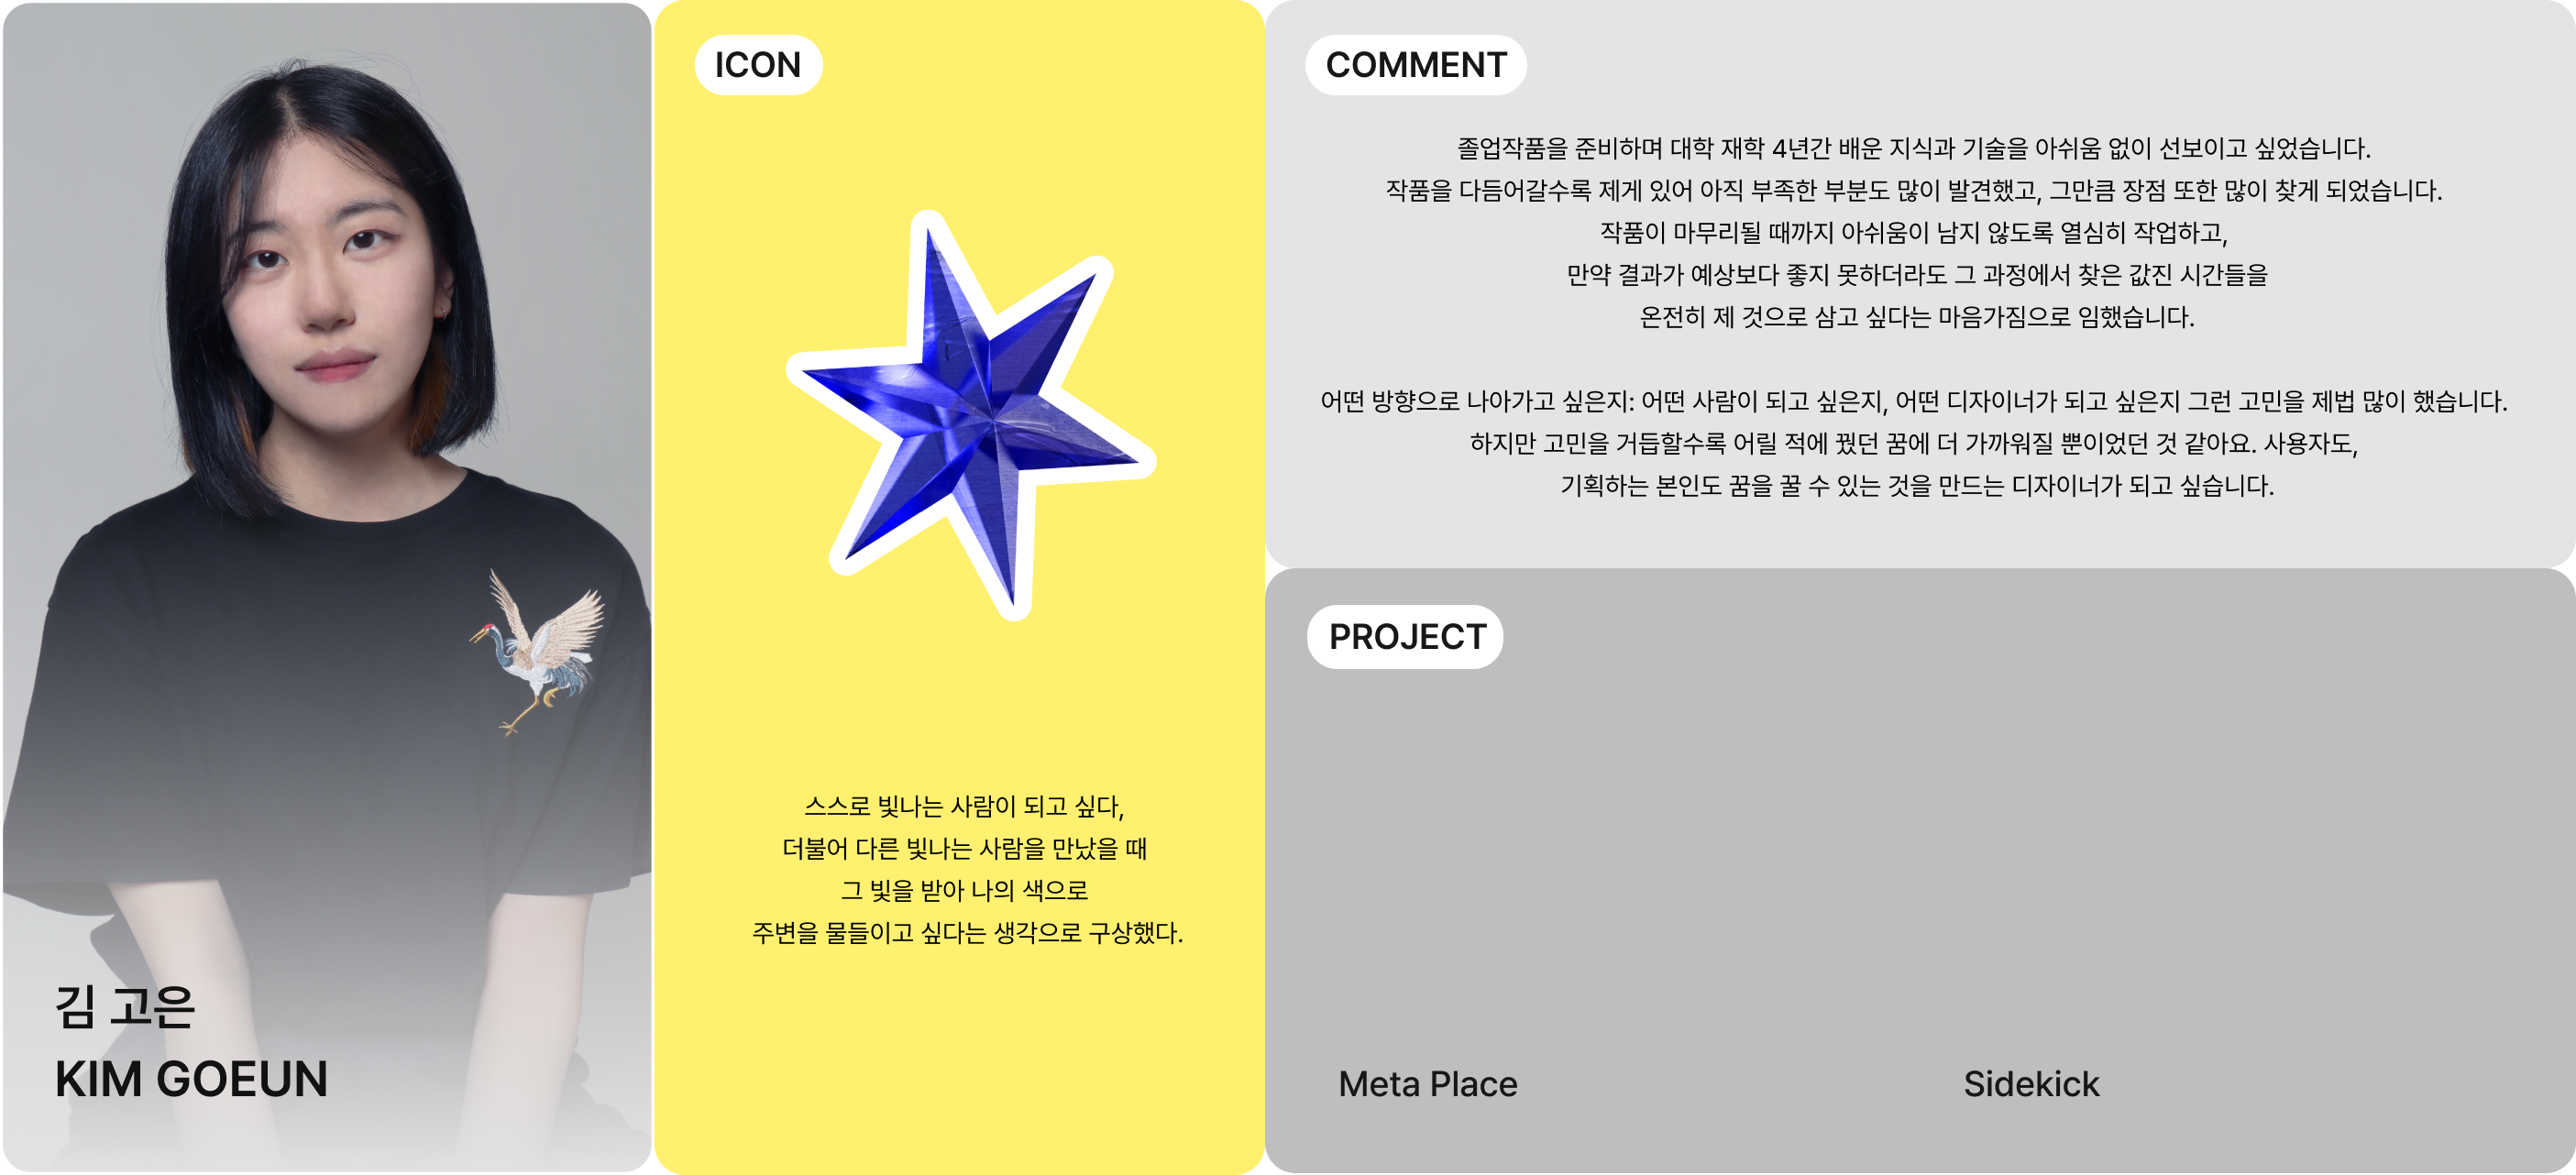 김 고은
KIM GOEUN
ICON
스스로 빛나는 사람이 되고 싶다,
더불어 다른 빛나는 사람을 만났을 때
그 빛을 받아 나의 색으로
주변을 물들이고 싶다는 생각으로 구상했다.
COMMENT
졸업작품을 준비하며 대학 재학 4년간 배운 지식과 기술을 아쉬움 없이 선보이고 싶었습니다.
작품을 다듬어갈수록 제게 있어 아직 부족한 부분도 많이 발견했고, 그만큼 장점 또한 많이 찾게 되었습니다.
작품이 마무리될 때까지 아쉬움이 남지 않도록 열심히 작업하고,
만약 결과가 예상보다 좋지 못하더라도 그 과정에서 찾은 값진 시간들을
온전히 제 것으로 삼고 싶다는 마음가짐으로 임했습니다.
어떤 방향으로 나아가고 싶은지: 어떤 사람이 되고 싶은지, 어떤 디자이너가 되고 싶은지 그런 고민을 제법 많이 했습니다.
하지만 고민을 거듭할수록 어릴 적에 꿨던 꿈에 더 가까워질 뿐이었던 것 같아요. 사용자도,
기획하는 본인도 꿈을 꿀 수 있는 것을 만드는 디자이너가 되고 싶습니다.
PROJECT
Meta Place
Sidekick